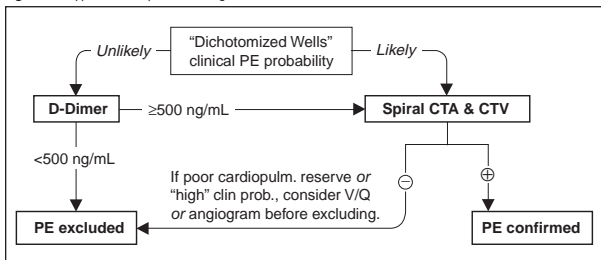 "Dichotomized Wells"
clinical PE probability
Unlikely
Likely
D-Dimer
≥500 ng/mL
Spiral CTA & CTV
<500 ng/mL
If poor cardiopulm. reserve or
"high" clin prob., consider V/Q
or angiogram before excluding.
⊖
⊕
PE excluded
PE confirmed